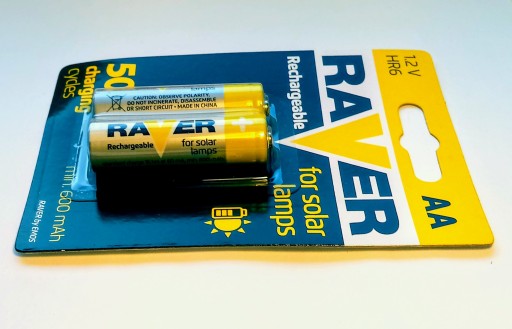 1.2 V
HR6
AA
RAVER
Rechargeable
for solar
lamps
charging
cycles
min. 600 mAh
RAVER by EMOS
lamps
CAUTION: OBSERVE POLARITY,
DO NOT INCINERATE, DISASSEMBLE
OR SHORT CIRCUIT • MADE IN CHINA
RAVER
Rechargeable
for solar
lamps